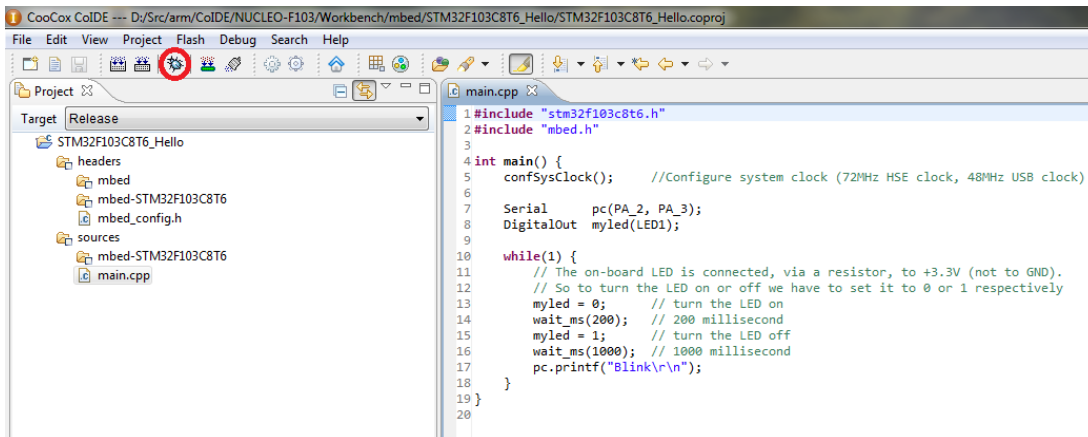 CooCox CoIDE --- D:/Src/arm/CoIDE/NUCLEO-F103/Workbench/mbed/STM32F103C8T6_Hello/STM32F103C8T6_Hello.coproj
File Edit View Project Flash Debug Search Help
Project
Target Release
STM32F103C8T6_Hello
headers
mbed
mbed-STM32F103C8T6
mbed_config.h
sources
mbed-STM32F103C8T6
main.cpp
main.cpp
1 #include "stm32f103c8t6.h"
2 #include "mbed.h"
3
4 int main() {
5     confSysClock();     //Configure system clock (72MHz HSE clock, 48MHz USB clock)
6
7     Serial      pc(PA_2, PA_3);
8     DigitalOut  myled(LED1);
9
10     while(1) {
11         // The on-board LED is connected, via a resistor, to +3.3V (not to GND).
12         // So to turn the LED on or off we have to set it to 0 or 1 respectively
13         myled = 0;      // turn the LED on
14         wait_ms(200);   // 200 millisecond
15         myled = 1;      // turn the LED off
16         wait_ms(1000);  // 1000 millisecond
17         pc.printf("Blink\r\n");
18     }
19 }
20